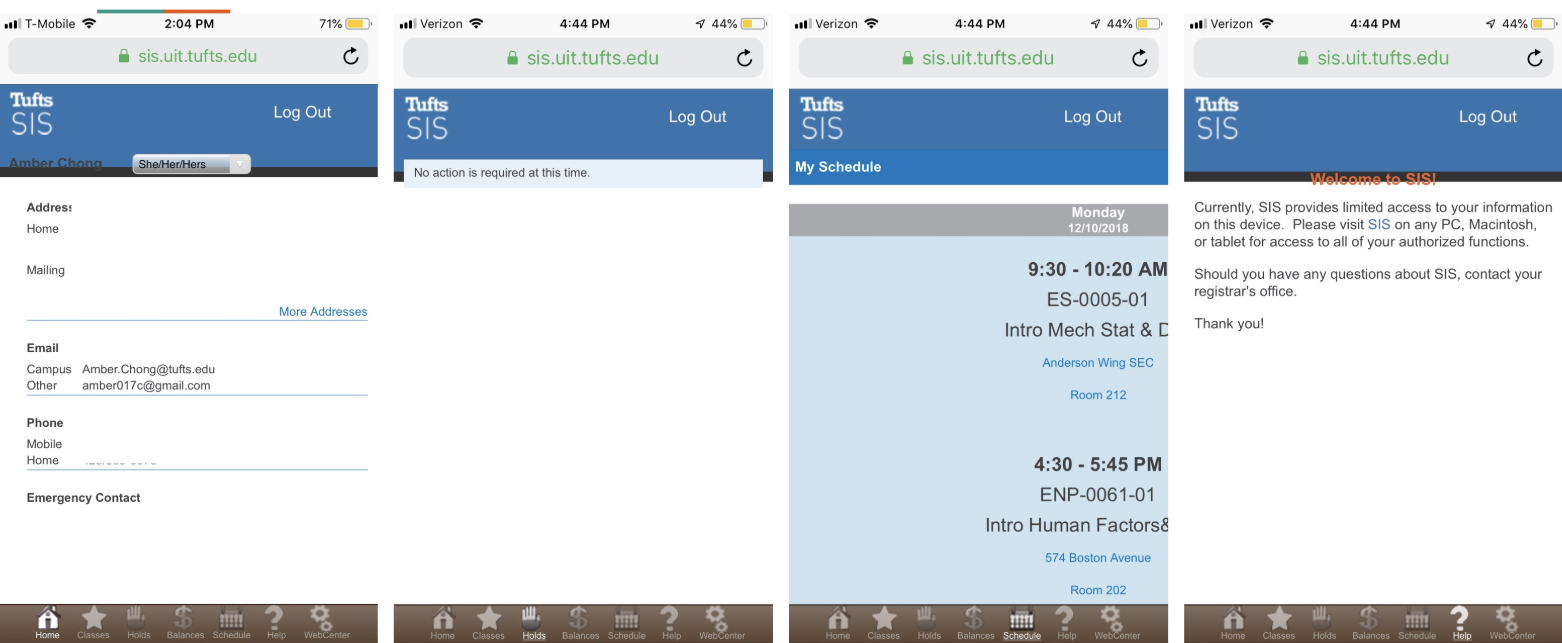 T-Mobile 2:04 PM 71%
sis.uit.tufts.edu
Tufts
SIS
Log Out
Amber Chong She/Her/Hers
Address
Home
Mailing
More Addresses
Email
Campus Amber.Chong@tufts.edu
Other amber017c@gmail.com
Phone
Mobile
Home
Emergency Contact
Home Classes Holds Balances Schedule Help WebCenter
Verizon 4:44 PM 44%
sis.uit.tufts.edu
Tufts
SIS
Log Out
No action is required at this time.
Home Classes Holds Balances Schedule Help WebCenter
Verizon 4:44 PM 44%
sis.uit.tufts.edu
Tufts
SIS
Log Out
My Schedule
Monday
12/10/2018
9:30 - 10:20 AM
ES-0005-01
Intro Mech Stat & D
Anderson Wing SEC
Room 212
4:30 - 5:45 PM
ENP-0061-01
Intro Human Factors&
574 Boston Avenue
Room 202
Home Classes Holds Balances Schedule Help WebCenter
Verizon 4:44 PM 44%
sis.uit.tufts.edu
Tufts
SIS
Log Out
Welcome to SIS!
Currently, SIS provides limited access to your information
on this device. Please visit SIS on any PC, Macintosh,
or tablet for access to all of your authorized functions.
Should you have any questions about SIS, contact your
registrar's office.
Thank you!
Home Classes Holds Balances Schedule Help WebCenter